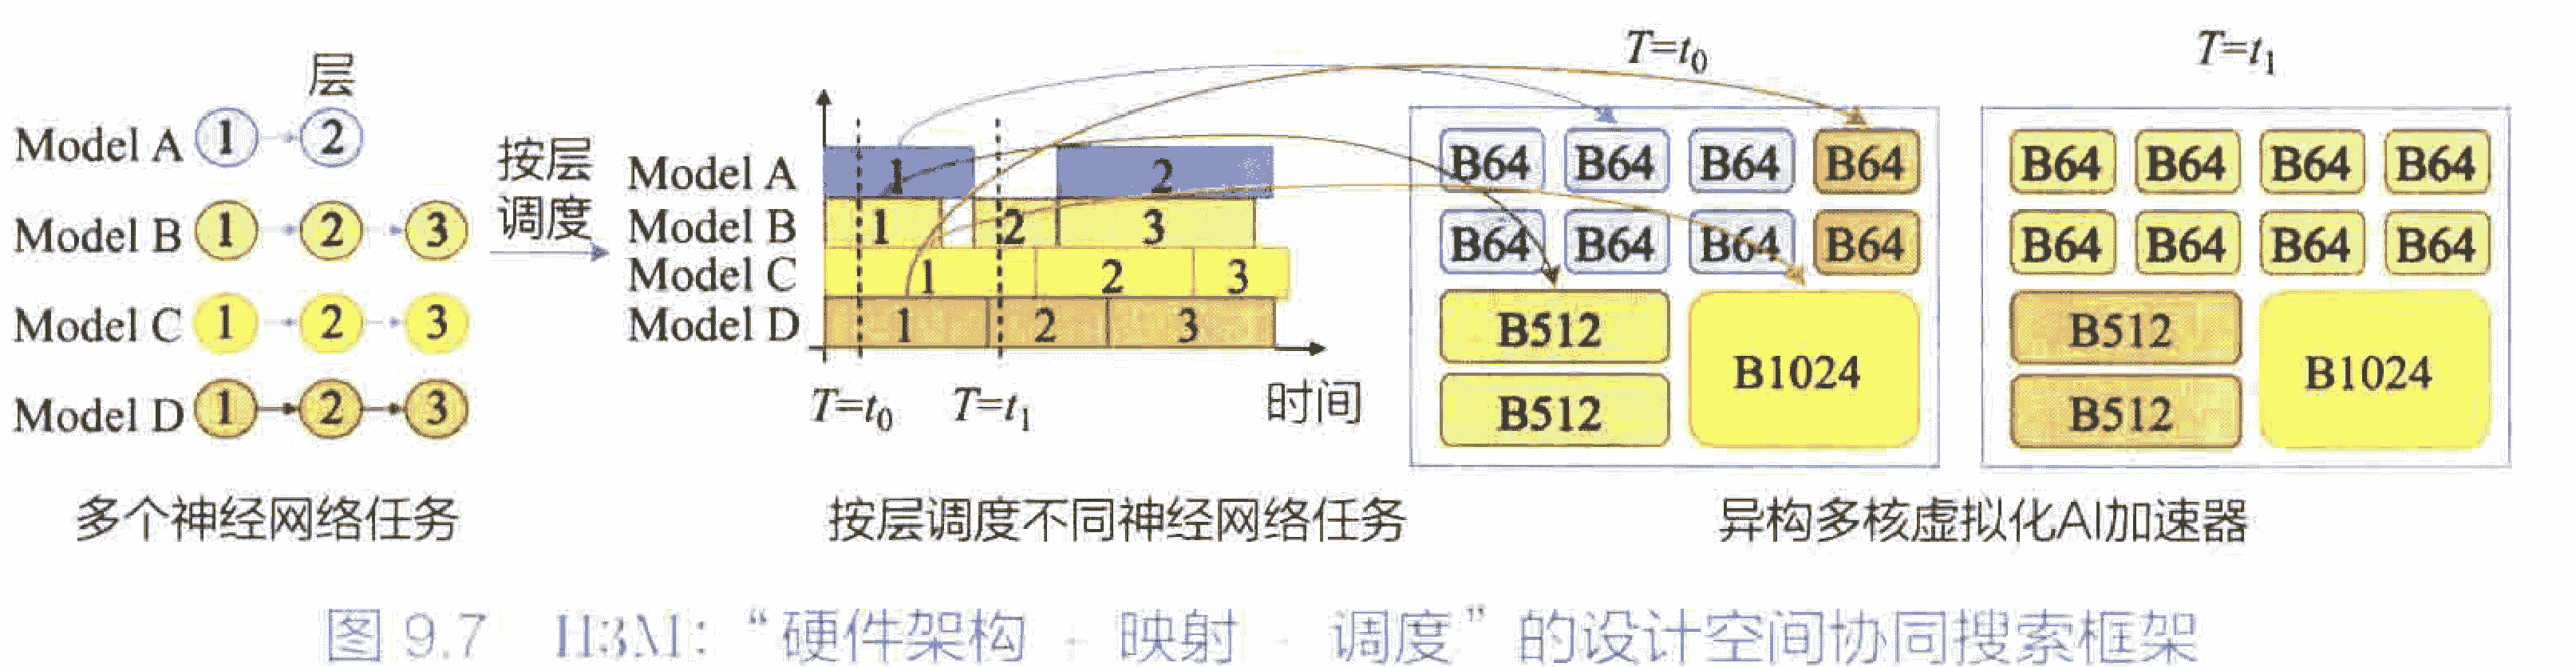 层
Model A 1 2
Model B 1 2 3
Model C 1 2 3
Model D 1 2 3
多个神经网络任务
按层
调度
Model A 1 2
Model B 1 2 3
Model C 1 2 3
Model D 1 2 3
T=t0 T=t1 时间
按层调度不同神经网络任务
T=t0
B64 B64 B64 B64
B64 B64 B64 B64
B512
B512
B1024
T=t1
B64 B64 B64 B64
B64 B64 B64 B64
B512
B512
B1024
异构多核虚拟化AI加速器
图 9.7 H3M：“硬件架构 - 映射 - 调度”的设计空间协同搜索框架